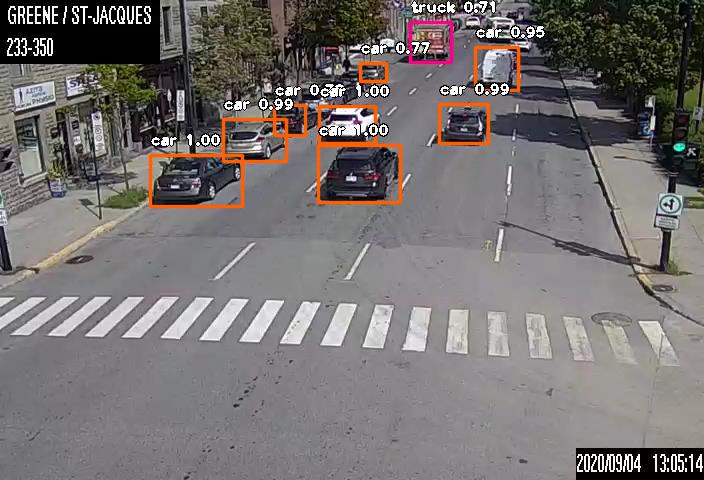 GREENE / ST-JACQUES
233-350
truck 0.71
car 0.95
car 0.77
car 1.00
car 0.99
car 0.99
car 1.00
car 1.00
2020/09/04 13:05:14